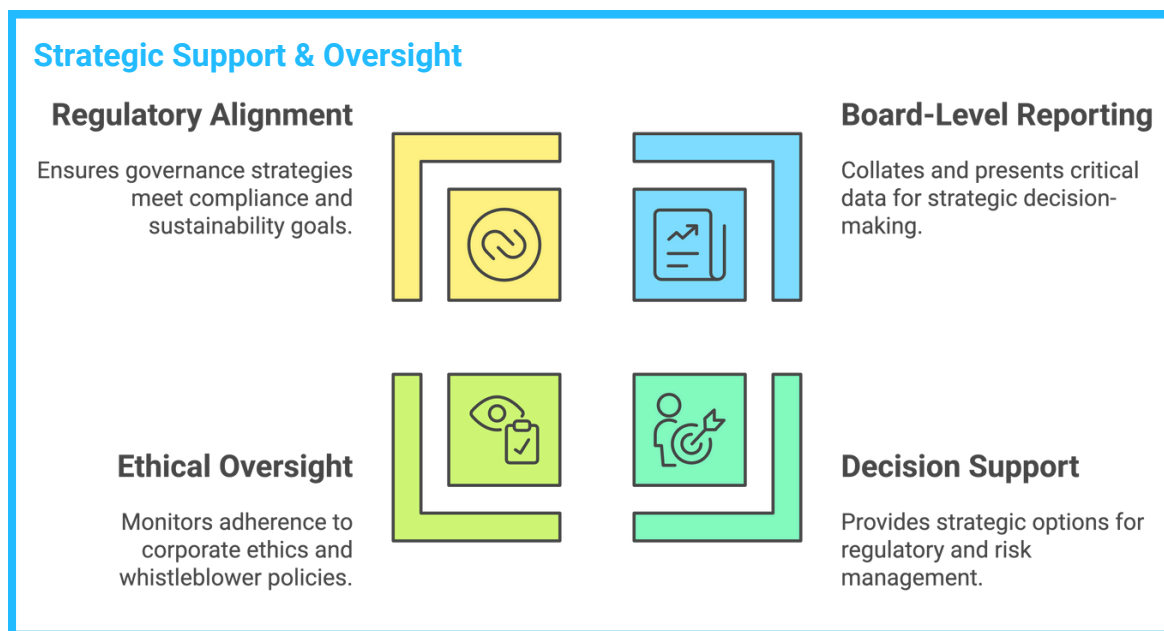 Strategic Support & Oversight
Regulatory Alignment
Ensures governance strategies
meet compliance and
sustainability goals.
Board-Level Reporting
Collates and presents critical
data for strategic decision-
making.
Ethical Oversight
Monitors adherence to
corporate ethics and
whistleblower policies.
Decision Support
Provides strategic options for
regulatory and risk
management.